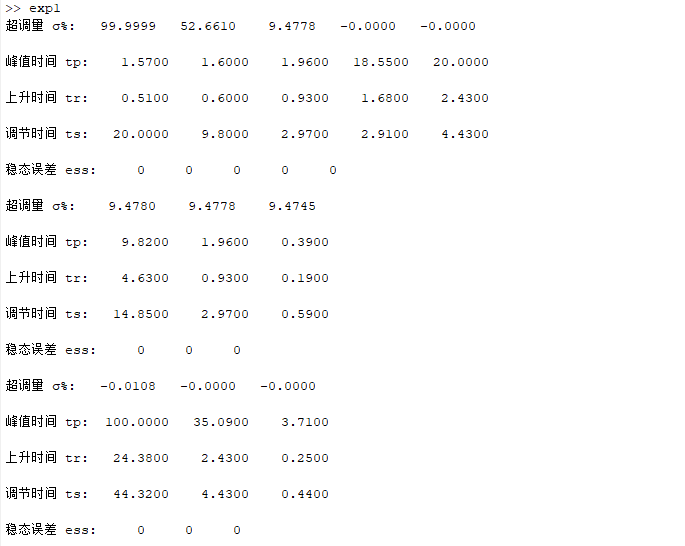 >> exp1
超调量 σ%: 99.9999 52.6610 9.4778 -0.0000 -0.0000
峰值时间 tp: 1.5700 1.6000 1.9600 18.5500 20.0000
上升时间 tr: 0.5100 0.6000 0.9300 1.6800 2.4300
调节时间 ts: 20.0000 9.8000 2.9700 2.9100 4.4300
稳态误差 ess: 0 0 0 0 0
超调量 σ%: 9.4780 9.4778 9.4745
峰值时间 tp: 9.8200 1.9600 0.3900
上升时间 tr: 4.6300 0.9300 0.1900
调节时间 ts: 14.8500 2.9700 0.5900
稳态误差 ess: 0 0 0
超调量 σ%: -0.0108 -0.0000 -0.0000
峰值时间 tp: 100.0000 35.0900 3.7100
上升时间 tr: 24.3800 2.4300 0.2500
调节时间 ts: 44.3200 4.4300 0.4400
稳态误差 ess: 0 0 0